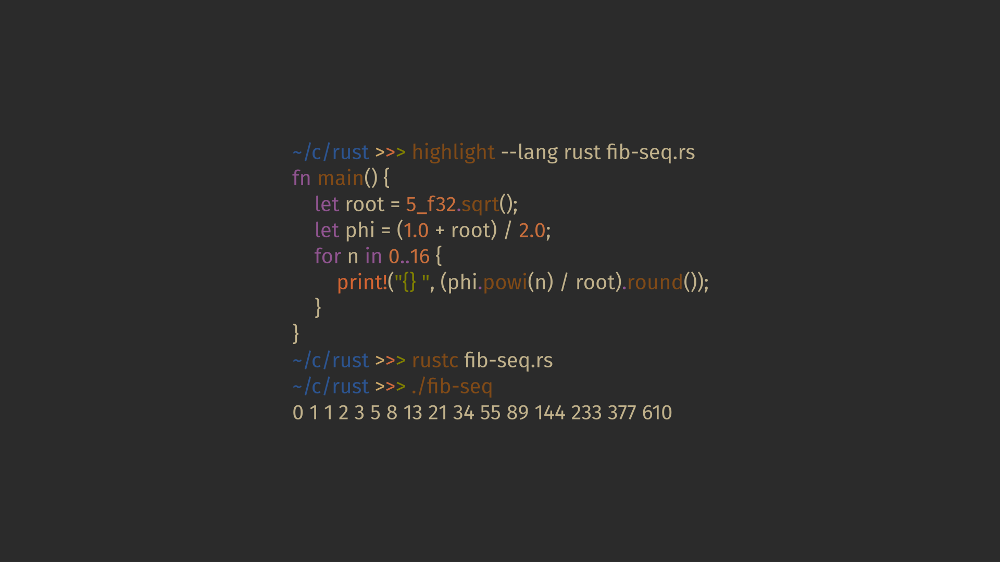 ~/c/rust >>> highlight --lang rust fib-seq.rs
fn main() {
    let root = 5_f32.sqrt();
    let phi = (1.0 + root) / 2.0;
    for n in 0..16 {
        print!("{} ", (phi.powi(n) / root).round());
    }
}
~/c/rust >>> rustc fib-seq.rs
~/c/rust >>> ./fib-seq
0 1 1 2 3 5 8 13 21 34 55 89 144 233 377 610